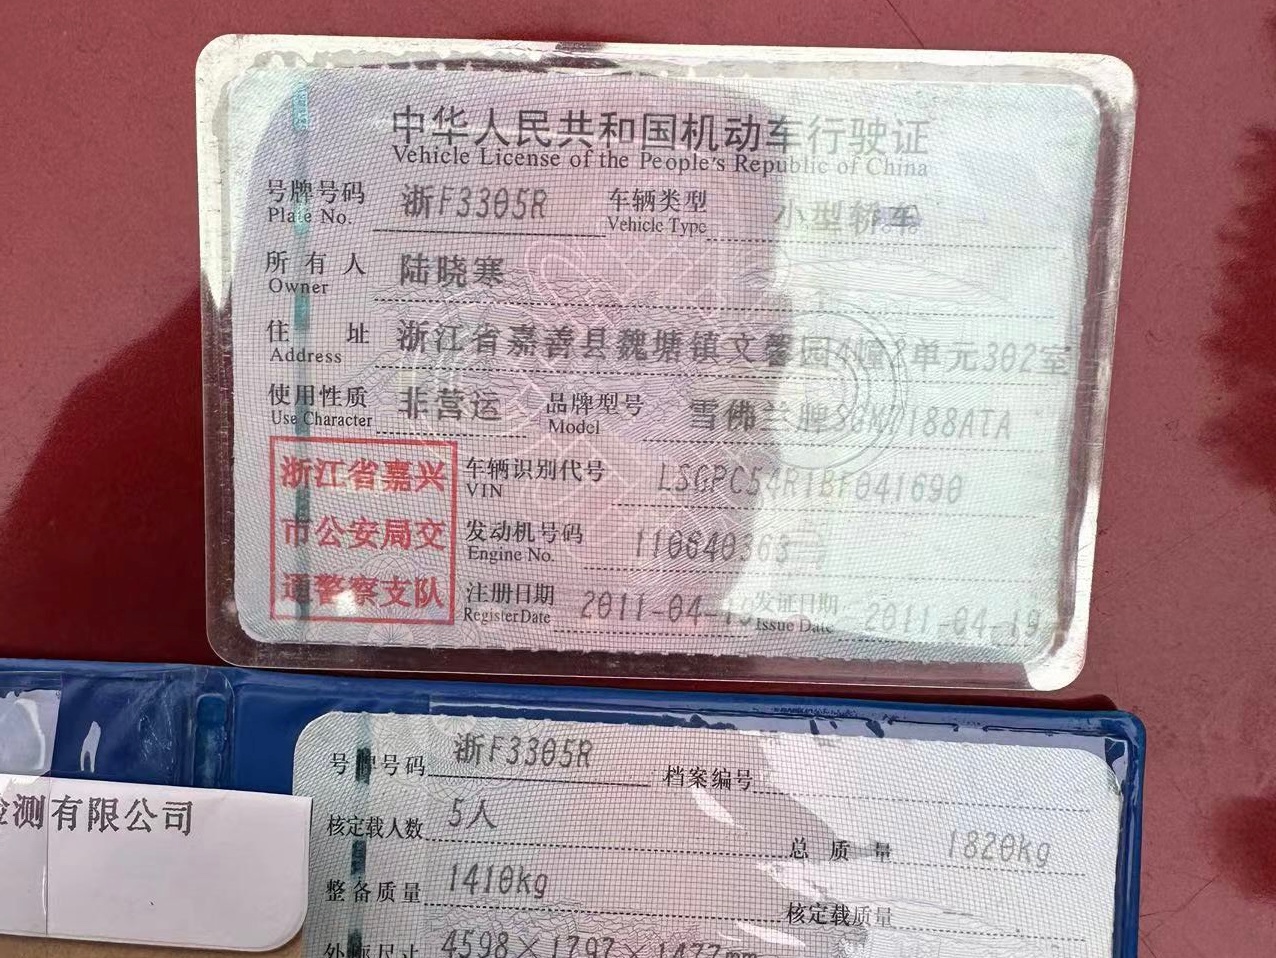 中华人民共和国机动车行驶证
Vehicle License of the People's Republic of China
号牌号码 浙F3305R 车辆类型 小型轿车
Plate No. Vehicle Type
所有人 陆晓寒
Owner
住址 浙江省嘉善县魏塘镇文馨园4幢2单元302室
Address
使用性质 非营运 品牌型号 雪佛兰牌SGM7188ATA
Use Character Model
浙江省嘉兴
市公安局交
通警察支队
车辆识别代号 LSGPC54R1BF041690
VIN
发动机号码 110640363
Engine No.
注册日期 2011-04-19 发证日期 2011-04-19
Register Date Issue Date
号牌号码 浙F3305R 档案编号
核定载人数 5人 总质量 1820kg
整备质量 1410kg 核定载质量
外廓尺寸 4598×1797×1477mm
检测有限公司